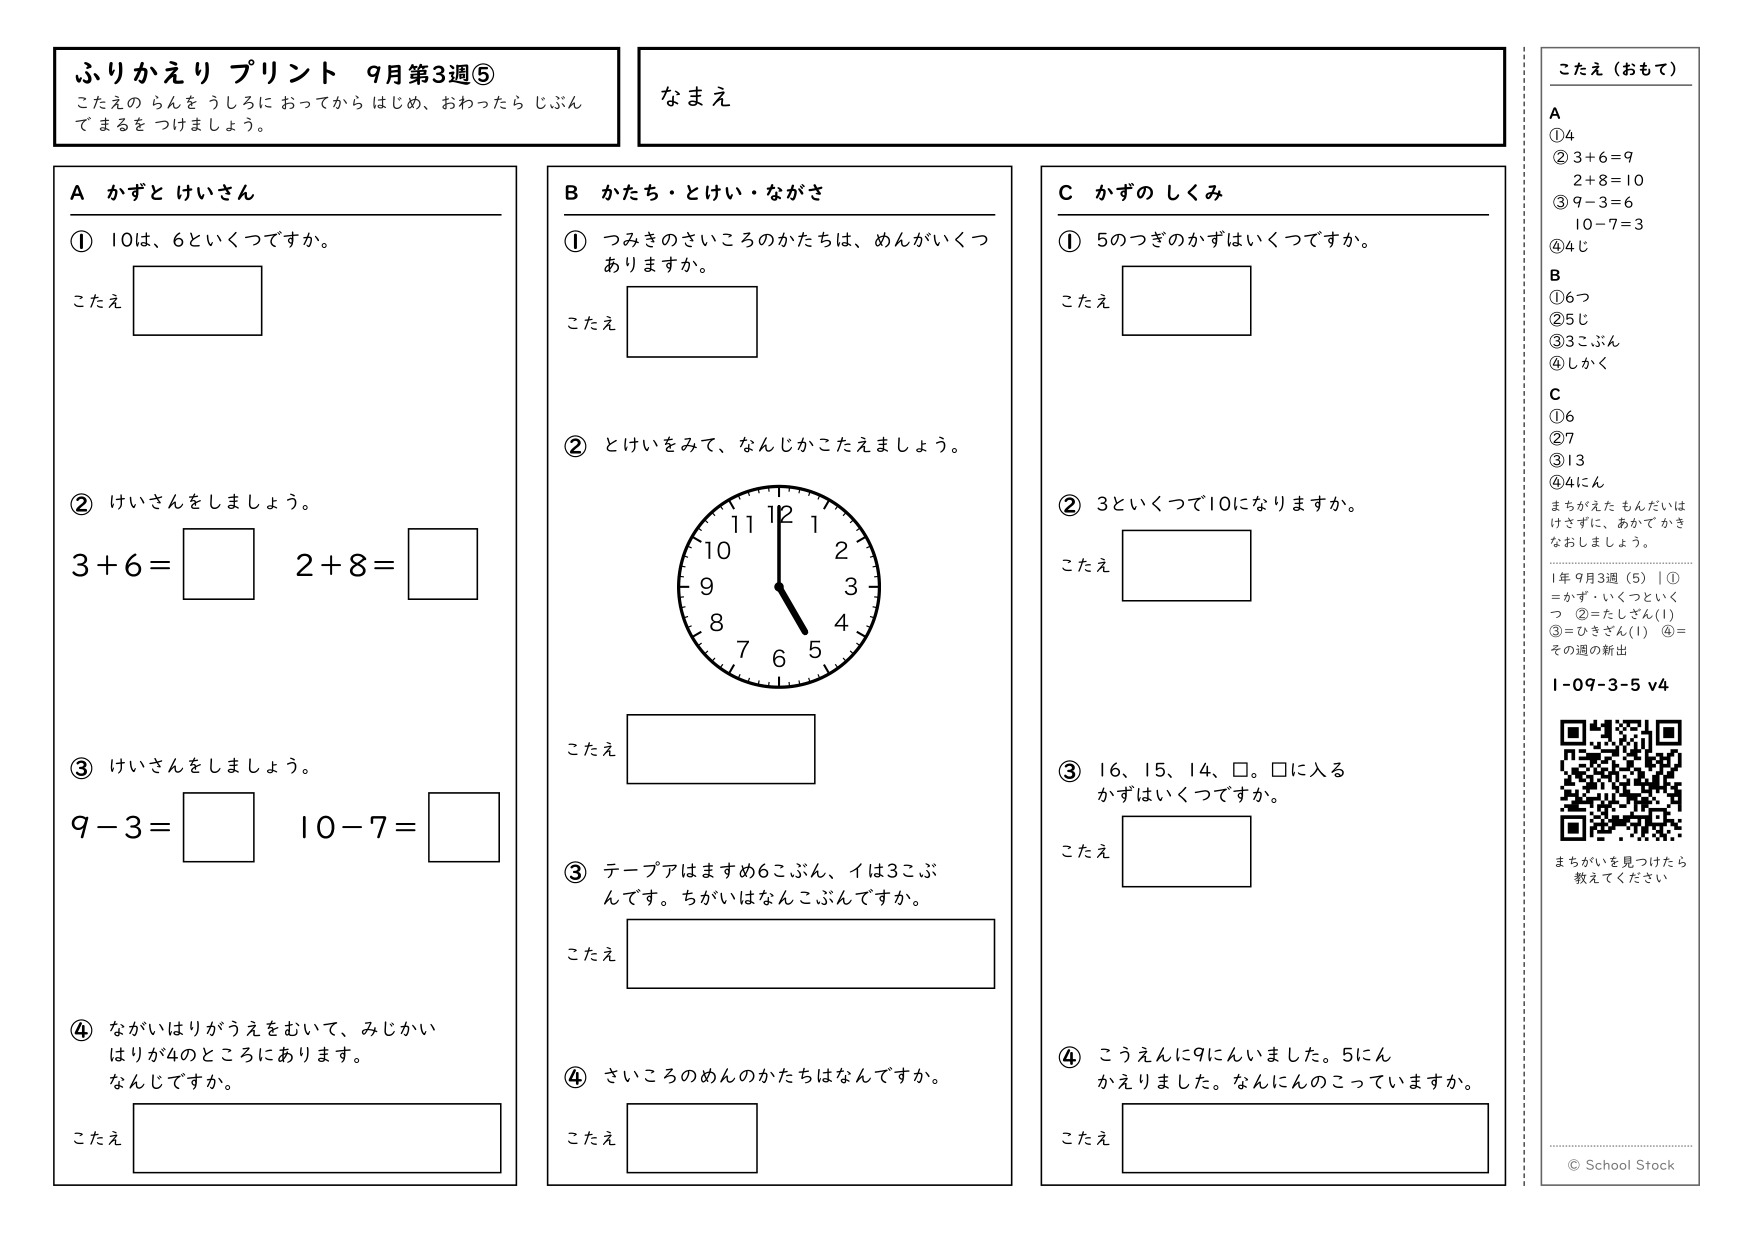 ふりかえり プリント　9月第3週⑤
こたえの らんを うしろに おってから はじめ、おわったら じぶん
で まるを つけましょう。
なまえ
A　かずと けいさん
① 10は、6といくつですか。
こたえ
② けいさんをしましょう。
3+6=　2+8=
③ けいさんをしましょう。
9−3=　10−7=
④ ながいはりがうえをむいて、みじかい
はりが4のところにあります。
なんじですか。
こたえ
B　かたち・とけい・ながさ
① つみきのさいころのかたちは、めんがいくつ
ありますか。
こたえ
② とけいをみて、なんじかこたえましょう。
12
11 1
10 2
9 3
8 4
7 5
6
こたえ
③ テープアはますめ6こぶん、イは3こぶ
んです。ちがいはなんこぶんですか。
こたえ
④ さいころのめんのかたちはなんですか。
こたえ
C　かずの しくみ
① 5のつぎのかずはいくつですか。
こたえ
② 3といくつで10になりますか。
こたえ
③ 16、15、14、□。□に入る
かずはいくつですか。
こたえ
④ こうえんに9にんいました。5にん
かえりました。なんにんのこっていますか。
こたえ
こたえ（おもて）
A
①4
②3+6=9
2+8=10
③9−3=6
10−7=3
④4じ
B
①6つ
②5じ
③3こぶん
④しかく
C
①6
②7
③13
④4にん
まちがえた もんだいは
けさずに、あかで かき
なおしましょう。
1年 9月3週（5）｜①
＝かず・いくつといく
つ　②＝たしざん(1)
③＝ひきざん(1)　④＝
その週の新出
1-09-3-5 v4
まちがいを見つけたら
教えてください
© School Stock